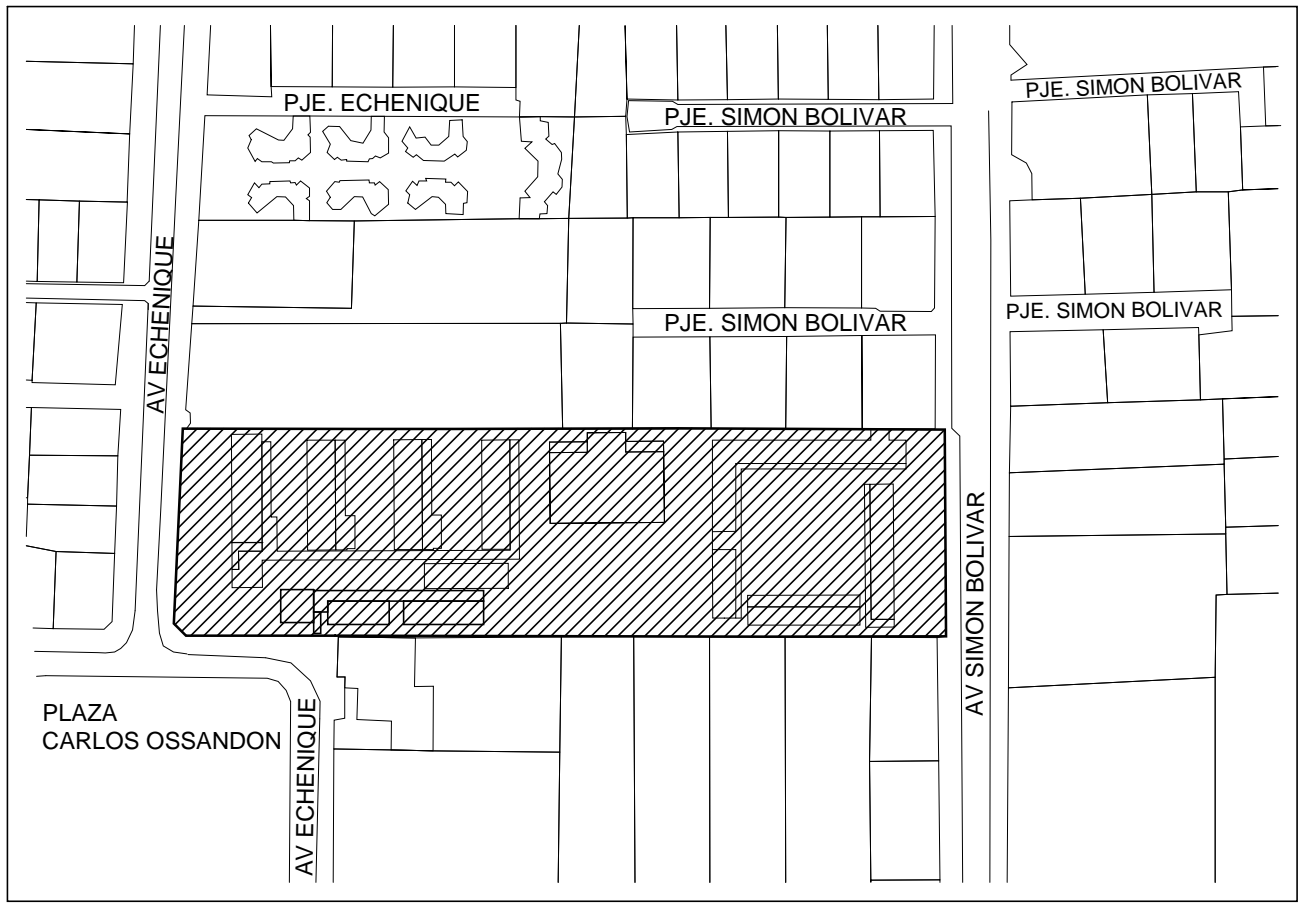 PJE. ECHENIQUE
PJE. SIMON BOLIVAR
PJE. SIMON BOLIVAR
AV ECHENIQUE
PJE. SIMON BOLIVAR
PJE. SIMON BOLIVAR
AV SIMON BOLIVAR
PLAZA
CARLOS OSSANDON
AV ECHENIQUE